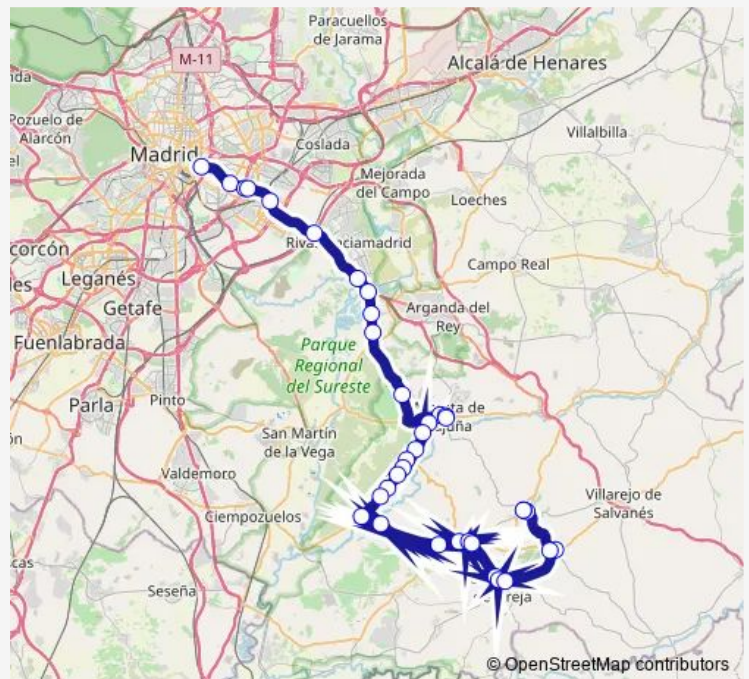 Paracuellos
de Jarama
M-11
Alcalá de Henares
Pozuelo de
Alarcón
Villalbilla
Madrid
Coslada
Mejorada
del Campo
Loeches
Campo Real
Leganés
Getafe
Arganda del
Rey
Fuenlabrada
Parque
Regional
del Sureste
Parla
Pinto
San Martín
de la Vega
Valdemoro
Villarejo de
Salvanés
Ciempozuelos
Seseña
© OpenStreetMap contributors